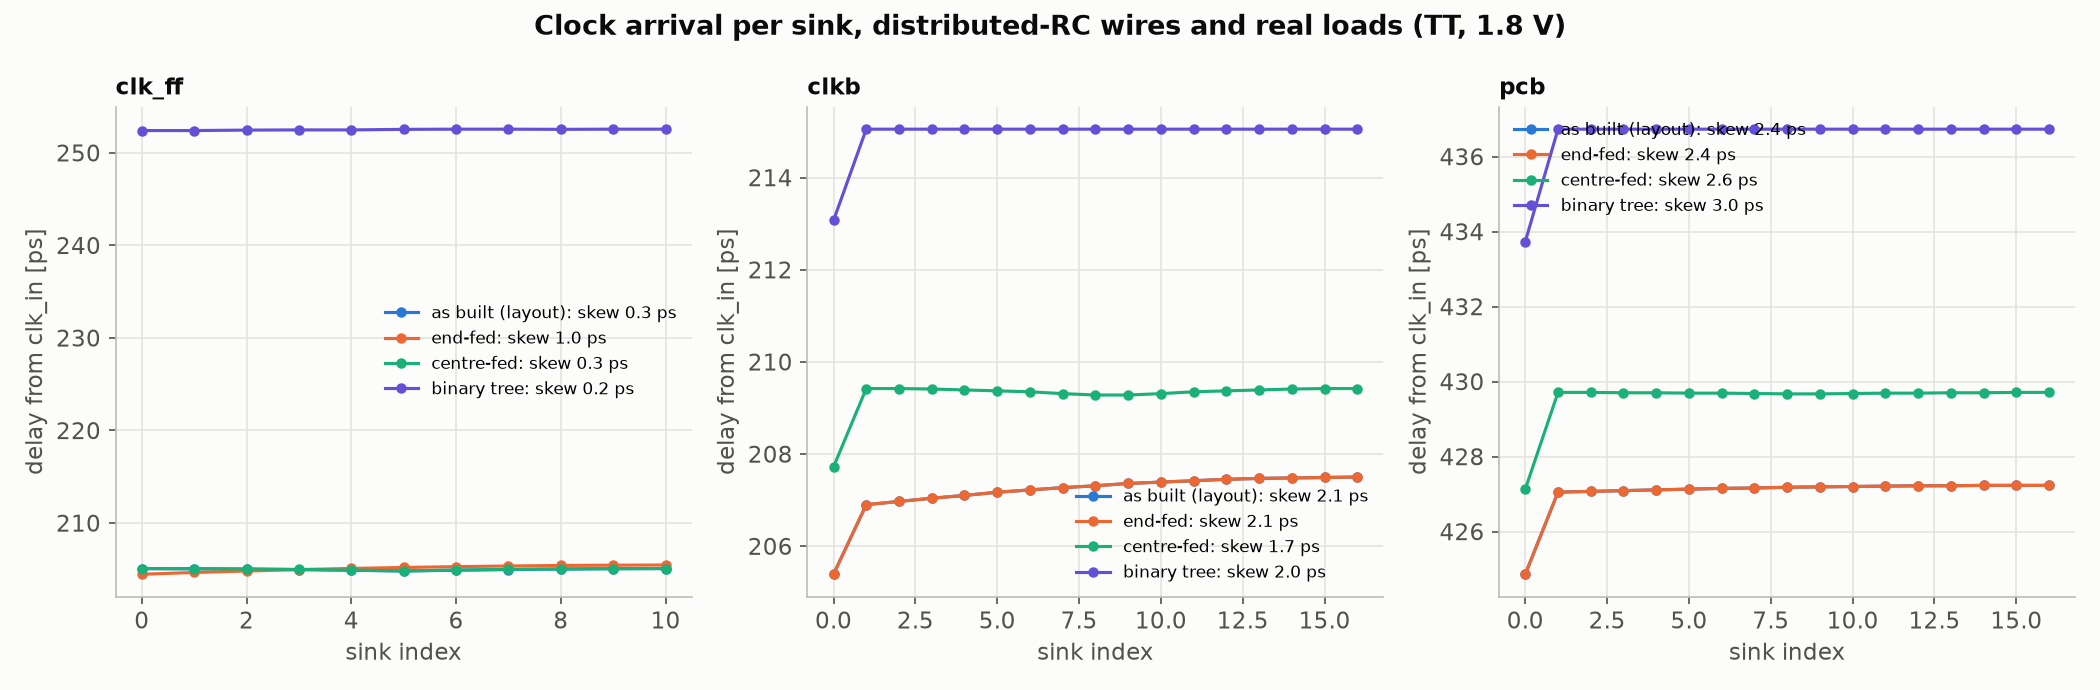 Clock arrival per sink, distributed-RC wires and real loads (TT, 1.8 V)
clk_ff
delay from clk_in [ps]
250
240
230
220
210
0 2 4 6 8 10
sink index
as built (layout): skew 0.3 ps
end-fed: skew 1.0 ps
centre-fed: skew 0.3 ps
binary tree: skew 0.2 ps
clkb
delay from clk_in [ps]
214
212
210
208
206
0.0 2.5 5.0 7.5 10.0 12.5 15.0
sink index
as built (layout): skew 2.1 ps
end-fed: skew 2.1 ps
centre-fed: skew 1.7 ps
binary tree: skew 2.0 ps
pcb
delay from clk_in [ps]
436
434
432
430
428
426
0.0 2.5 5.0 7.5 10.0 12.5 15.0
sink index
as built (layout): skew 2.4 ps
end-fed: skew 2.4 ps
centre-fed: skew 2.6 ps
binary tree: skew 3.0 ps